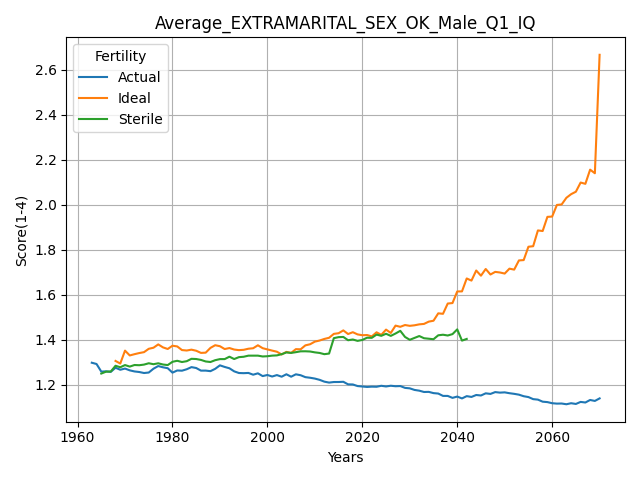 Average_EXTRAMARITAL_SEX_OK_Male_Q1_IQ
Fertility
Actual
Ideal
Sterile
Score(1-4)
2.6
2.4
2.2
2.0
1.8
1.6
1.4
1.2
1960 1980 2000 2020 2040 2060
Years